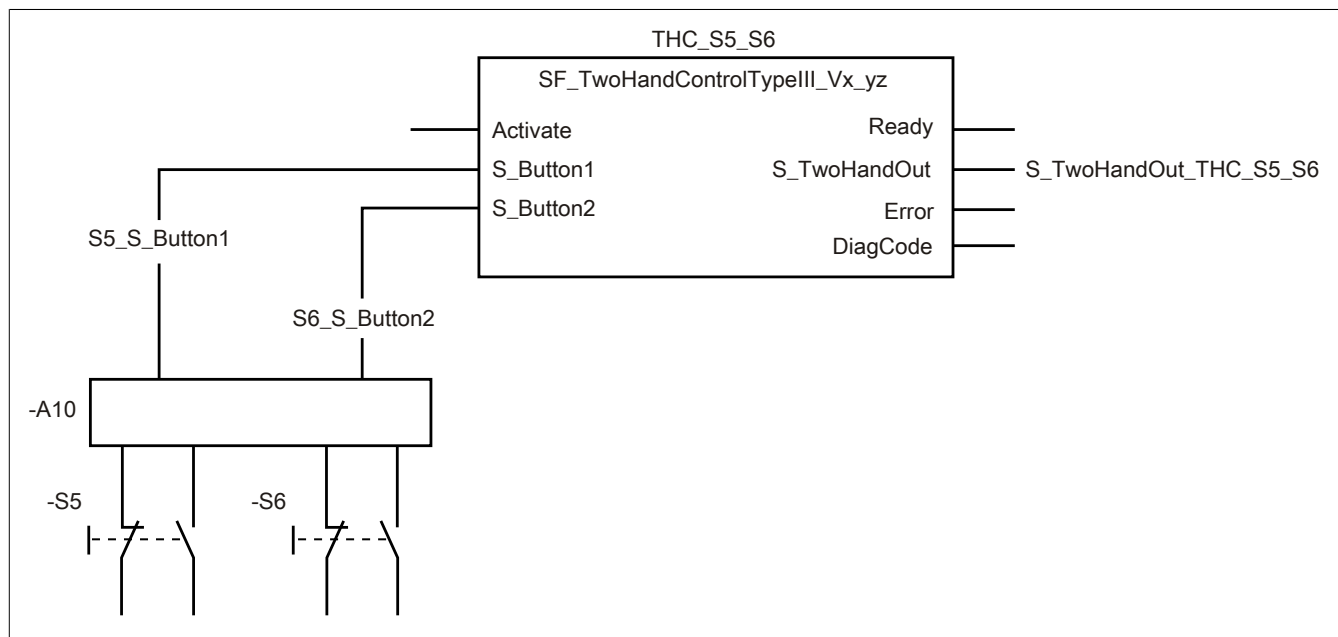 THC_S5_S6
SF_TwoHandControlTypeIII_Vx_yz
Activate
Ready
S_Button1
S_TwoHandOut
S_TwoHandOut_THC_S5_S6
S_Button2
Error
DiagCode
S5_S_Button1
S6_S_Button2
-A10
-S5
-S6